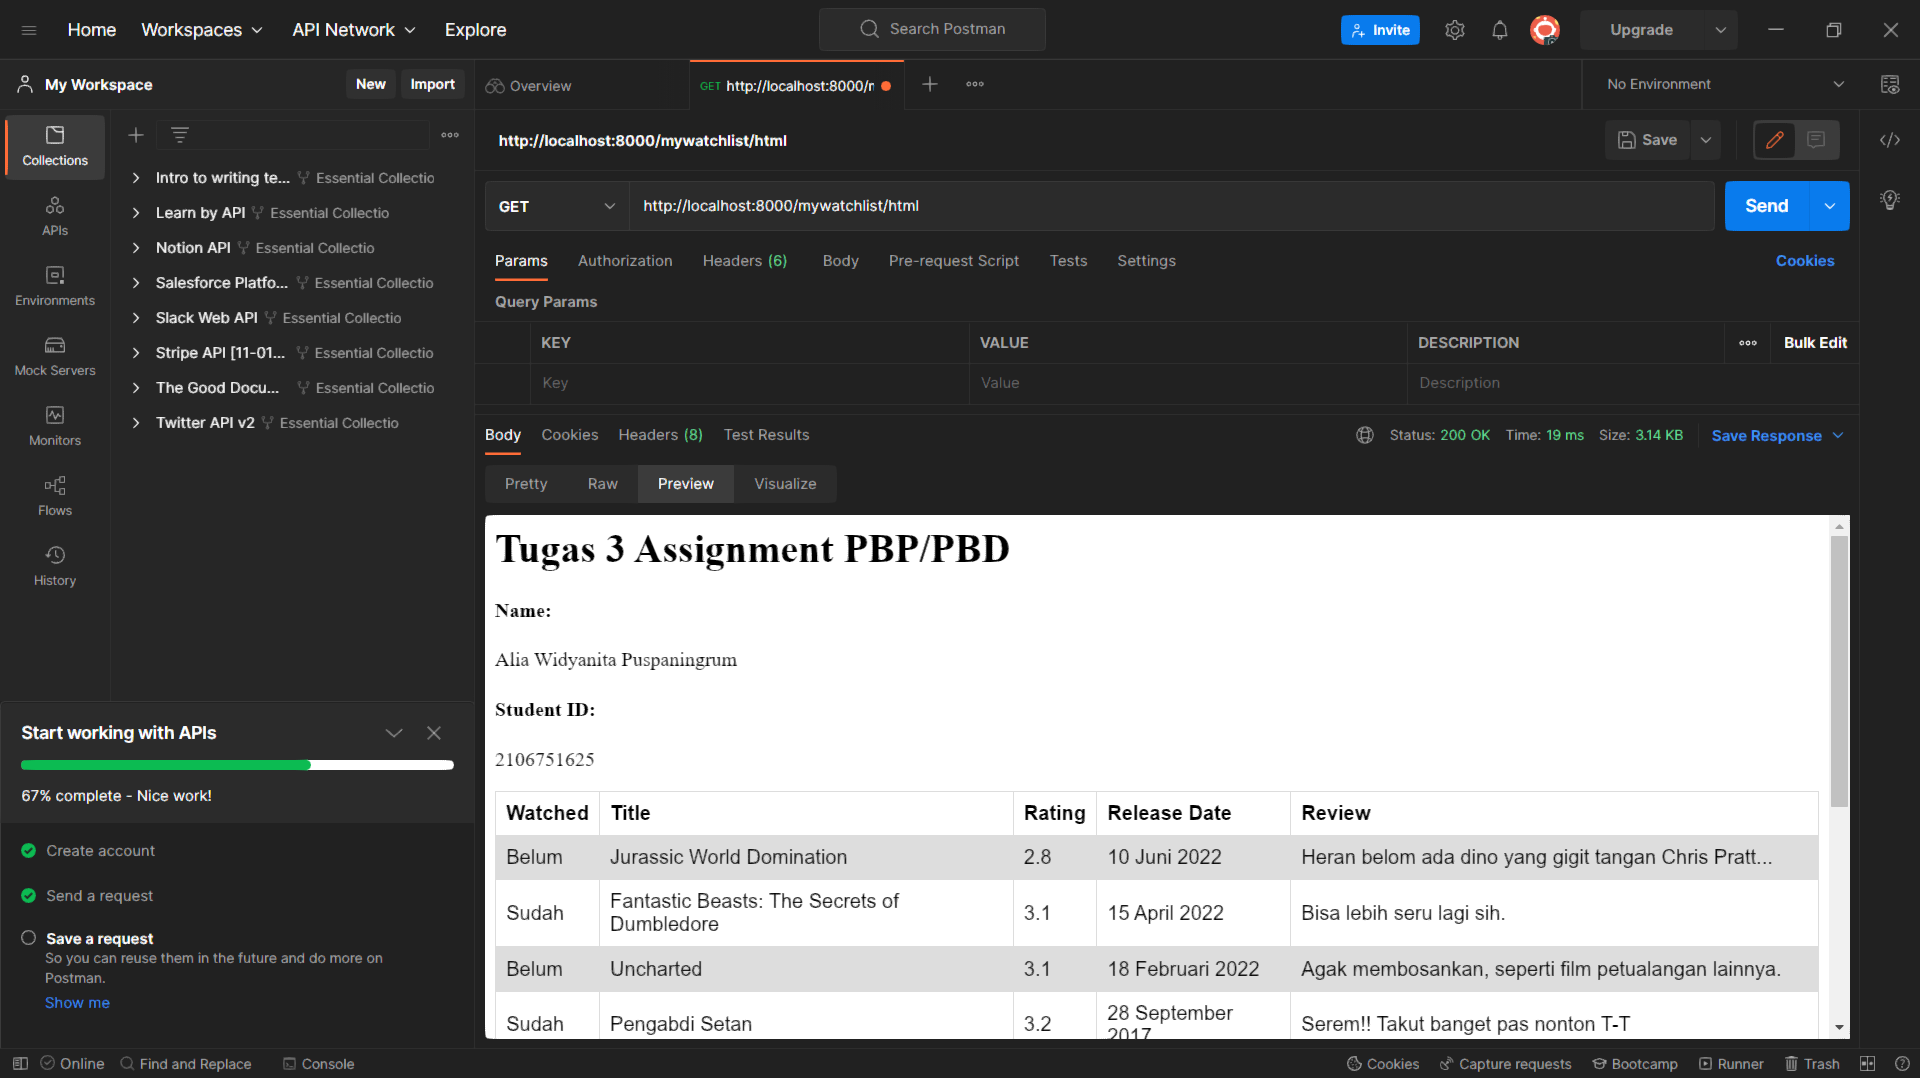 Home Workspaces API Network Explore Search Postman Invite Upgrade
My Workspace New Import Overview GET http://localhost:8000/r No Environment
Collections
APIs
Environments
Mock Servers
Monitors
Flows
History
Intro to writing te... Essential Collectio
Learn by API Essential Collectio
Notion API Essential Collectio
Salesforce Platfo... Essential Collectio
Slack Web API Essential Collectio
Stripe API [11-01... Essential Collectio
The Good Docu... Essential Collectio
Twitter API v2 Essential Collectio
http://localhost:8000/mywatchlist/html Save
GET http://localhost:8000/mywatchlist/html Send
Params Authorization Headers (6) Body Pre-request Script Tests Settings Cookies
Query Params
KEY VALUE DESCRIPTION Bulk Edit
Key Value Description
Body Cookies Headers (8) Test Results Status: 200 OK Time: 19 ms Size: 3.14 KB Save Response
Pretty Raw Preview Visualize
Tugas 3 Assignment PBP/PBD
Name:
Alia Widyanita Puspaningrum
Student ID:
2106751625
Watched Title Rating Release Date Review
Belum Jurassic World Domination 2.8 10 Juni 2022 Heran belom ada dino yang gigit tangan Chris Pratt...
Sudah Fantastic Beasts: The Secrets of
Dumbledore 3.1 15 April 2022 Bisa lebih seru lagi sih.
Belum Uncharted 3.1 18 Februari 2022 Agak membosankan, seperti film petualangan lainnya.
Sudah Pengabdi Setan 3.2 28 September
2017 Serem!! Takut banget pas nonton T-T
Start working with APIs
67% complete - Nice work!
Create account
Send a request
Save a request
So you can reuse them in the future and do more on
Postman.
Show me
Online Find and Replace Console Cookies Capture requests Bootcamp Runner Trash